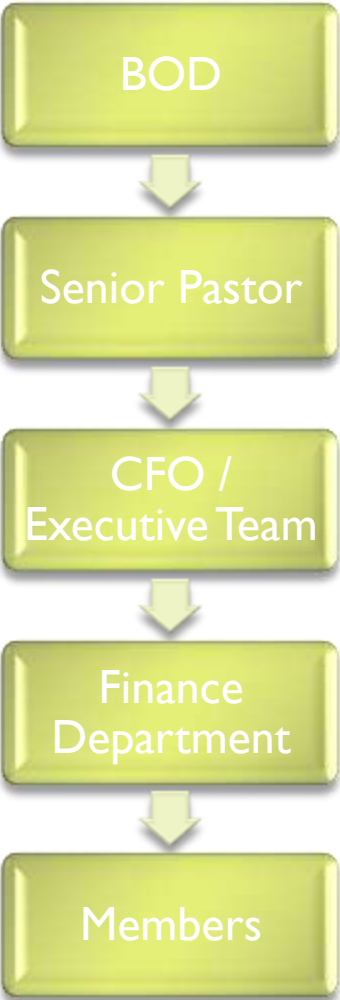 BOD
Senior Pastor
CFO /
Executive Team
Finance
Department
Members